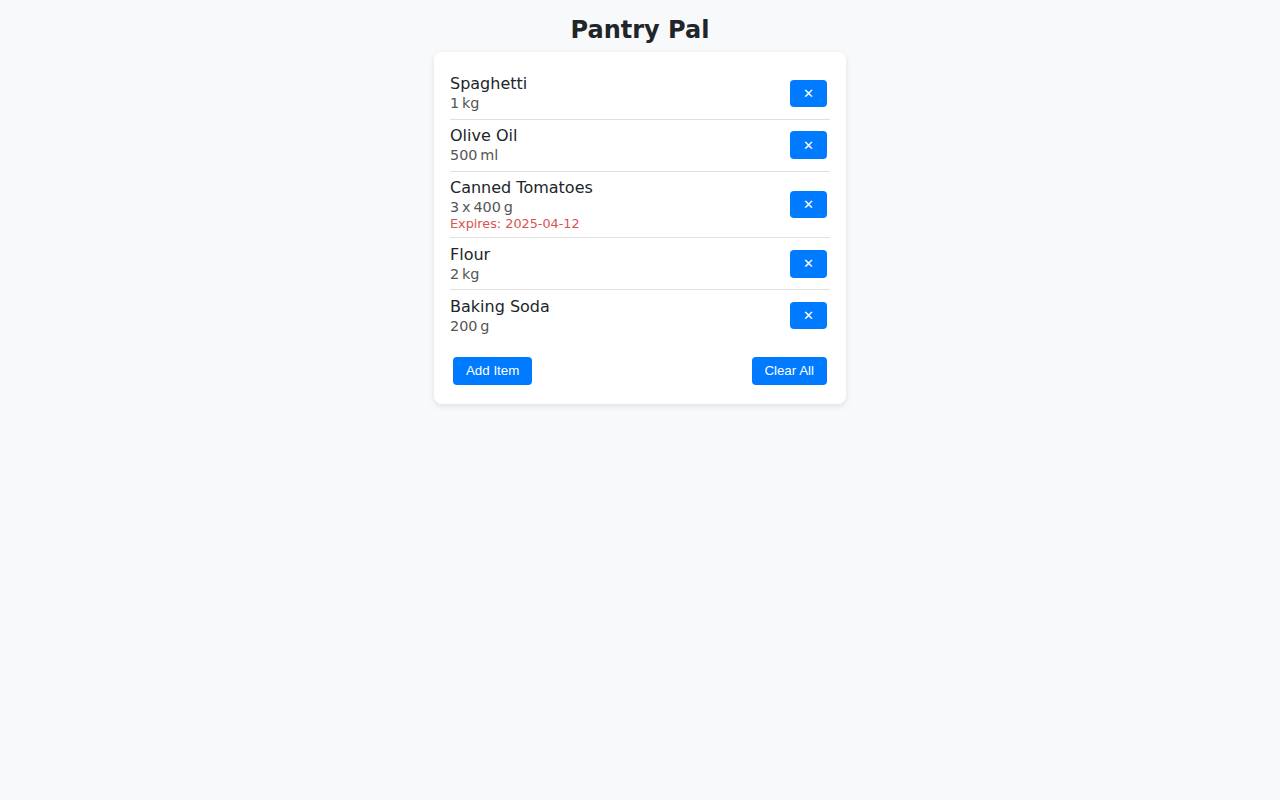 Pantry Pal
Spaghetti
1 kg
✕
Olive Oil
500 ml
✕
Canned Tomatoes
3 x 400 g
Expires: 2025-04-12
✕
Flour
2 kg
✕
Baking Soda
200 g
✕
Add Item
Clear All